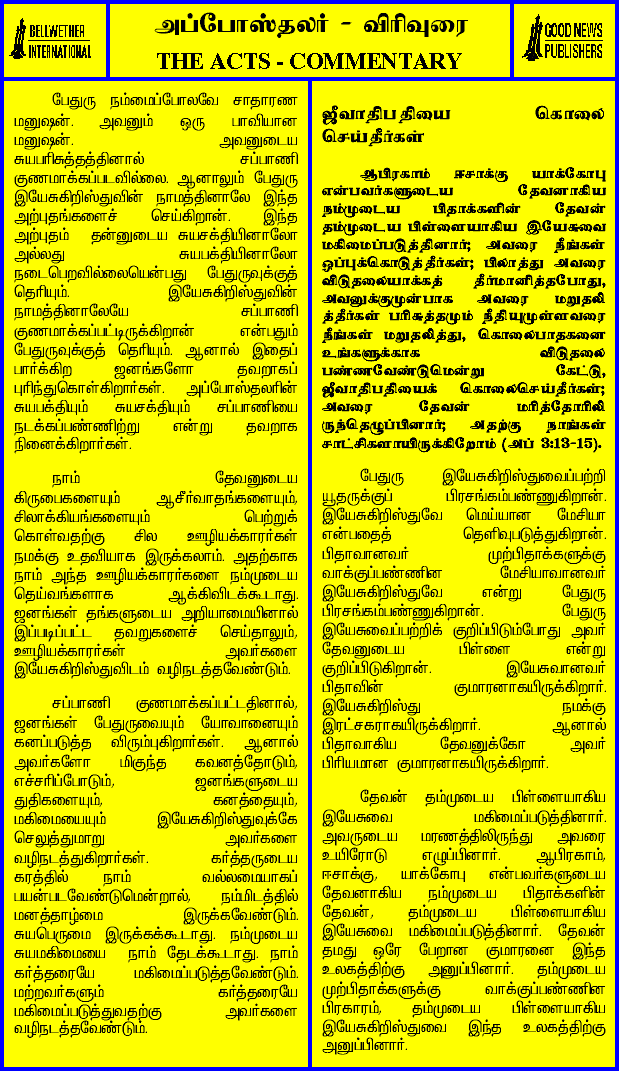 BELLWETHER
INTERNATIONAL
அப்போஸ்தலர் - விரிவுரை
THE ACTS - COMMENTARY
GOOD NEWS
PUBLISHERS
பேதுரு நம்மைப்போலவே சாதாரண
மனுஷன். அவனும் ஒரு பாவியான
மனுஷன். அவனுடைய
சுயபரிசுத்தத்தினால் சப்பாணி
குணமாக்கப்படவில்லை. ஆனாலும் பேதுரு
இயேசுகிறிஸ்துவின் நாமத்தினாலே இந்த
அற்புதங்களைச் செய்கிறான். இந்த
அற்புதம் தன்னுடைய சுயசக்தியினாலோ
அல்லது சுயபக்தியினாலோ
நடைபெறவில்லையென்பது பேதுருவுக்குத்
தெரியும். இயேசுகிறிஸ்துவின்
நாமத்தினாலேயே சப்பாணி
குணமாக்கப்பட்டிருக்கிறான் என்பதும்
பேதுருவுக்குத் தெரியும். ஆனால் இதைப்
பார்க்கிற ஜனங்களோ தவறாகப்
புரிந்துகொள்கிறார்கள். அப்போஸ்தலரின்
சுயபக்தியும் சுயசக்தியும் சப்பாணியை
நடக்கப்பண்ணிற்று என்று தவறாக
நினைக்கிறார்கள்.
நாம் தேவனுடைய
கிருபைகளையும் ஆசீர்வாதங்களையும்,
சிலாக்கியங்களையும் பெற்றுக்
கொள்வதற்கு சில ஊழியக்காரர்கள்
நமக்கு உதவியாக இருக்கலாம். அதற்காக
நாம் அந்த ஊழியக்காரர்களை நம்முடைய
தெய்வங்களாக ஆக்கிவிடக்கூடாது.
ஜனங்கள் தங்களுடைய அறியாமையினால்
இப்படிப்பட்ட தவறுகளைச் செய்தாலும்,
ஊழியக்காரர்கள் அவர்களை
இயேசுகிறிஸ்துவிடம் வழிநடத்தவேண்டும்.
சப்பாணி குணமாக்கப்பட்டதினால்,
ஜனங்கள் பேதுருவையும் யோவானையும்
கனப்படுத்த விரும்புகிறார்கள். ஆனால்
அவர்களோ மிகுந்த கவனத்தோடும்,
எச்சரிப்போடும், ஜனங்களுடைய
துதிகளையும், கனத்தையும்,
மகிமையையும் இயேசுகிறிஸ்துவுக்கே
செலுத்துமாறு அவர்களை
வழிநடத்துகிறார்கள். கர்த்தருடைய
கரத்தில் நாம் வல்லமையாகப்
பயன்படவேண்டுமென்றால், நம்மிடத்தில்
மனத்தாழ்மை இருக்கவேண்டும்.
சுயபெருமை இருக்கக்கூடாது. நம்முடைய
சுயமகிமையை நாம் தேடக்கூடாது. நாம்
கர்த்தரையே மகிமைப்படுத்தவேண்டும்.
மற்றவர்களும் கர்த்தரையே
மகிமைப்படுத்துவதற்கு அவர்களை
வழிநடத்தவேண்டும்.
ஜீவாதிபதியை கொலை
செய்தீர்கள்
ஆபிரகாம் ஈசாக்கு யாக்கோபு
என்பவர்களுடைய தேவனாகிய
நம்முடைய பிதாக்களின் தேவன்
தம்முடைய பிள்ளையாகிய இயேசுவை
மகிமைப்படுத்தினார்; அவரை நீங்கள்
ஒப்புக்கொடுத்தீர்கள்; பிலாத்து அவரை
விடுதலையாக்கத் தீர்மானித்தபோது,
அவனுக்குமுன்பாக அவரை மறுதலி
த்தீர்கள் பரிசுத்தமும் நீதியுமுள்ளவரை
நீங்கள் மறுதலித்து, கொலைபாதகனை
உங்களுக்காக விடுதலை
பண்ணவேண்டுமென்று கேட்டு,
ஜீவாதிபதியைக் கொலைசெய்தீர்கள்;
அவரை தேவன் மரித்தோரிலி
ருந்தெழுப்பினார்; அதற்கு நாங்கள்
சாட்சிகளாயிருக்கிறோம் (அப் 3:13-15).
பேதுரு இயேசுகிறிஸ்துவைப்பற்றி
யூதருக்குப் பிரசங்கம்பண்ணுகிறான்.
இயேசுகிறிஸ்துவே மெய்யான மேசியா
என்பதைத் தெளிவுபடுத்துகிறான்.
பிதாவானவர் முற்பிதாக்களுக்கு
வாக்குப்பண்ணின மேசியாவானவர்
இயேசுகிறிஸ்துவே என்று பேதுரு
பிரசங்கம்பண்ணுகிறான். பேதுரு
இயேசுவைப்பற்றிக் குறிப்பிடும்போது அவர்
தேவனுடைய பிள்ளை என்று
குறிப்பிடுகிறான். இயேசுவானவர்
பிதாவின் குமாரனாகயிருக்கிறார்.
இயேசுகிறிஸ்து நமக்கு
இரட்சகராகயிருக்கிறார். ஆனால்
பிதாவாகிய தேவனுக்கோ அவர்
பிரியமான குமாரனாகயிருக்கிறார்.
தேவன் தம்முடைய பிள்ளையாகிய
இயேசுவை மகிமைப்படுத்தினார்.
அவருடைய மரணத்திலிருந்து அவரை
உயிரோடு எழுப்பினார். ஆபிரகாம்,
ஈசாக்கு, யாக்கோபு என்பவர்களுடைய
தேவனாகிய நம்முடைய பிதாக்களின்
தேவன், தம்முடைய பிள்ளையாகிய
இயேசுவை மகிமைப்படுத்தினார். தேவன்
தமது ஒரே பேறான குமாரனை இந்த
உலகத்திற்கு அனுப்பினார். தம்முடைய
முற்பிதாக்களுக்கு வாக்குப்பண்ணின
பிரகாரம், தம்முடைய பிள்ளையாகிய
இயேசுகிறிஸ்துவை இந்த உலகத்திற்கு
அனுப்பினார்.